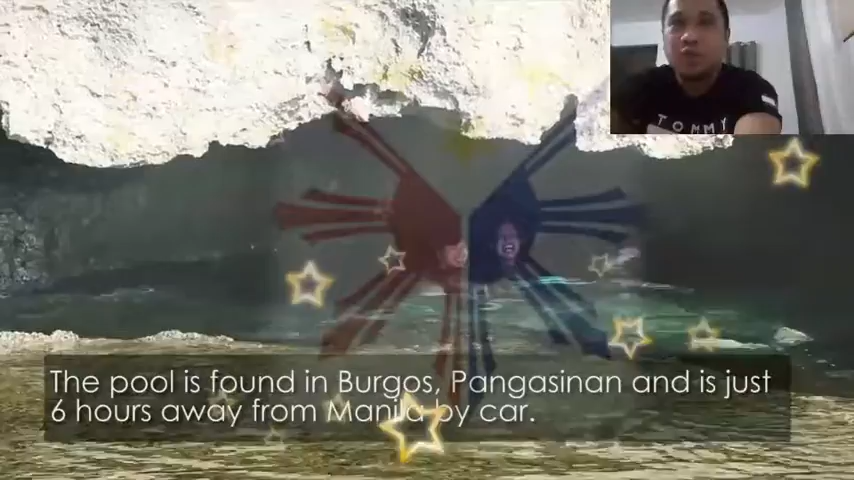 TOMMY
The pool is found in Burgos, Pangasinan and is just
6 hours away from Manila by car.